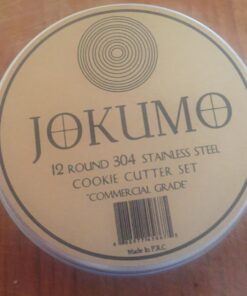 JOKUMO
12 ROUND 304 STAINLESS STEEL
COOKIE CUTTER SET
"COMMERCIAL GRADE"
Made In P.R.C